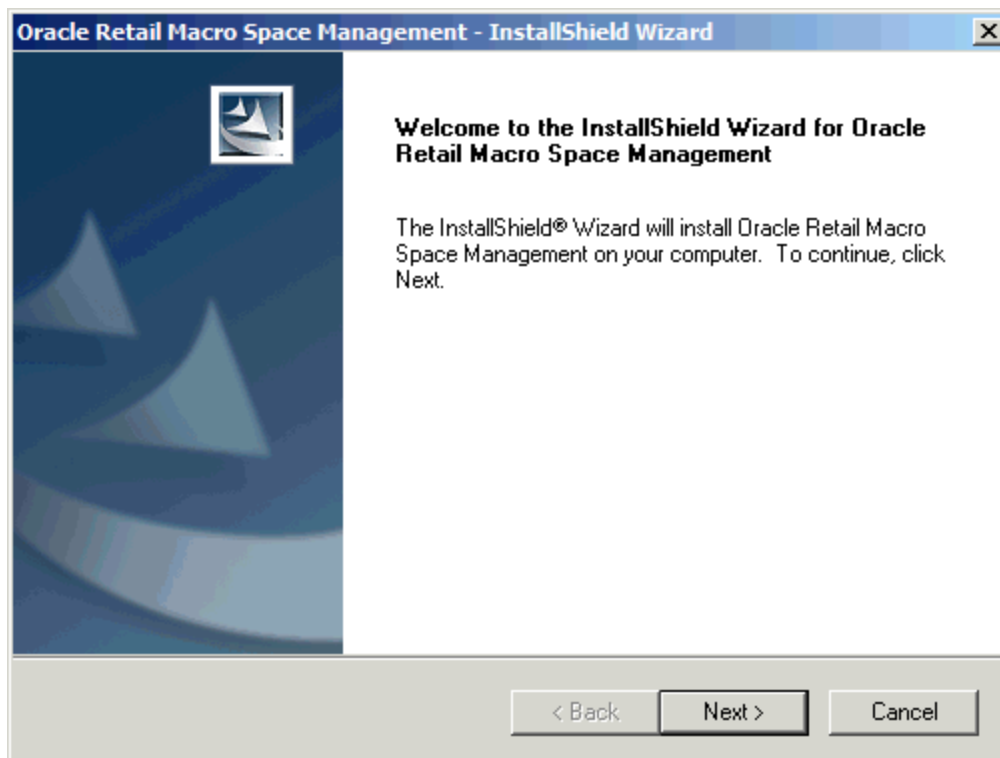 Oracle Retail Macro Space Management - InstallShield Wizard
Welcome to the InstallShield Wizard for Oracle
Retail Macro Space Management
The InstallShield® Wizard will install Oracle Retail Macro
Space Management on your computer.  To continue, click
Next.
< Back
Next >
Cancel